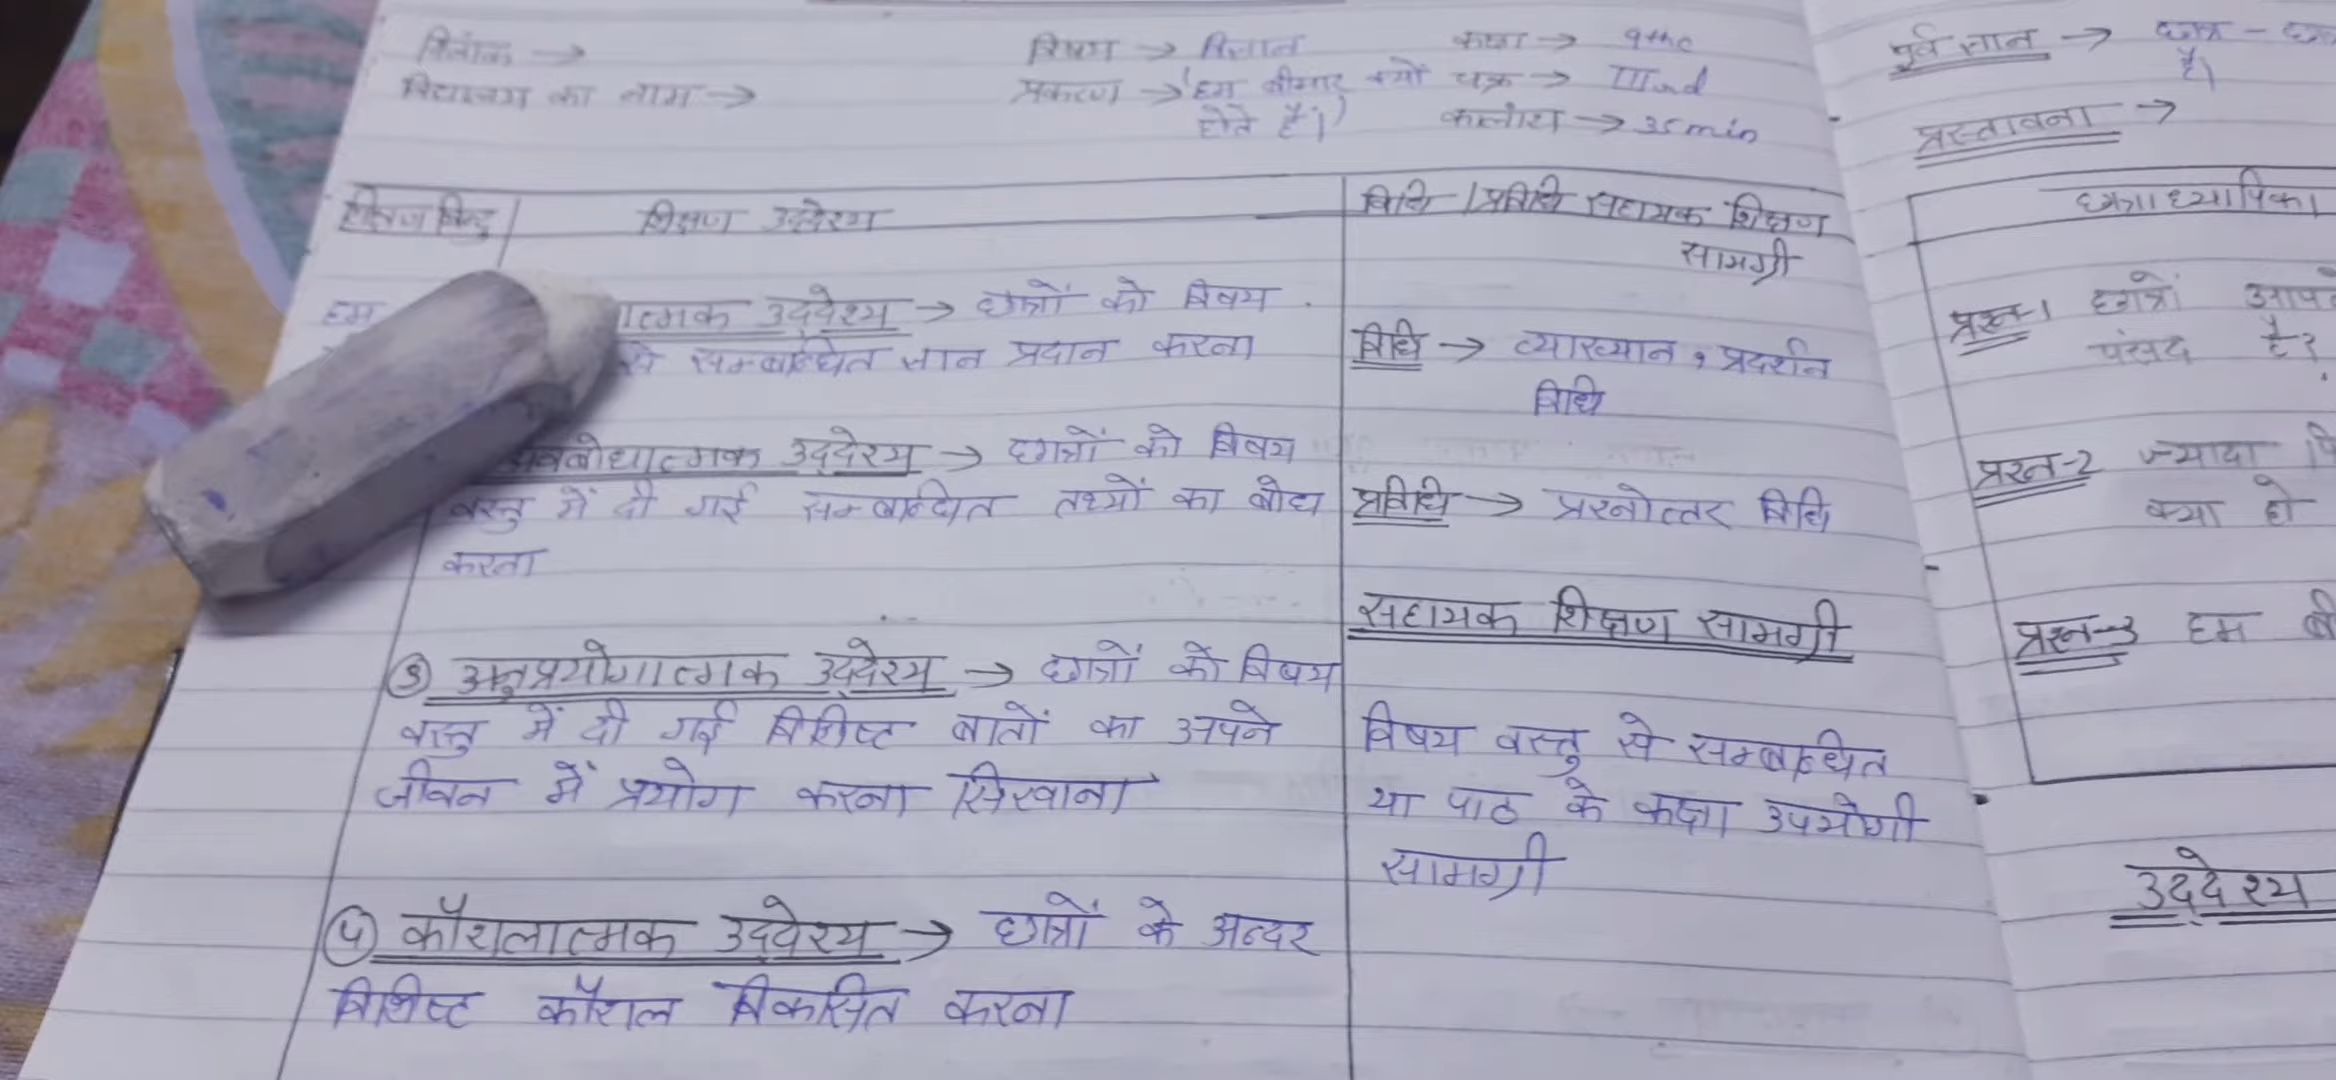 दिनांक →
विद्यालय का नाम →
विषय → विज्ञान
प्रकरण → 'हम बीमार क्यों
होते हैं।'
कक्षा → 9th
चक्र → IIInd
कालांश → 35 min
शिक्षण बिन्दु
शिक्षण उद्देश्य
विधि / प्रविधि सहायक शिक्षण
सामग्री
हम
ात्मक उद्देश्य → छात्रों को विषय
से सम्बन्धित ज्ञान प्रदान करना
अवबोधात्मक उद्देश्य → छात्रों को विषय
वस्तु में दी गई सम्बन्धित तथ्यों का बोध
करना
③ अनुप्रयोगात्मक उद्देश्य → छात्रों को विषय
वस्तु में दी गई विशिष्ट बातों का अपने
जीवन में प्रयोग करना सिखाना
④ कौशलात्मक उद्देश्य → छात्रों के अन्दर
विशिष्ट कौशल विकसित करना
विधि → व्याख्यान, प्रदर्शन
विधि
प्रविधि → प्रश्नोत्तर विधि
सहायक शिक्षण सामग्री
विषय वस्तु से सम्बन्धित
या पाठ के कक्षा उपयोगी
सामग्री
पूर्व ज्ञान → छात्र -
है।
प्रस्तावना →
छात्राध्यापिका
प्रश्न-1 छात्रों
पंसद है?
प्रश्न-2 ज्यादा
क्या हो
प्रश्न-3 हम
उद्देश्य